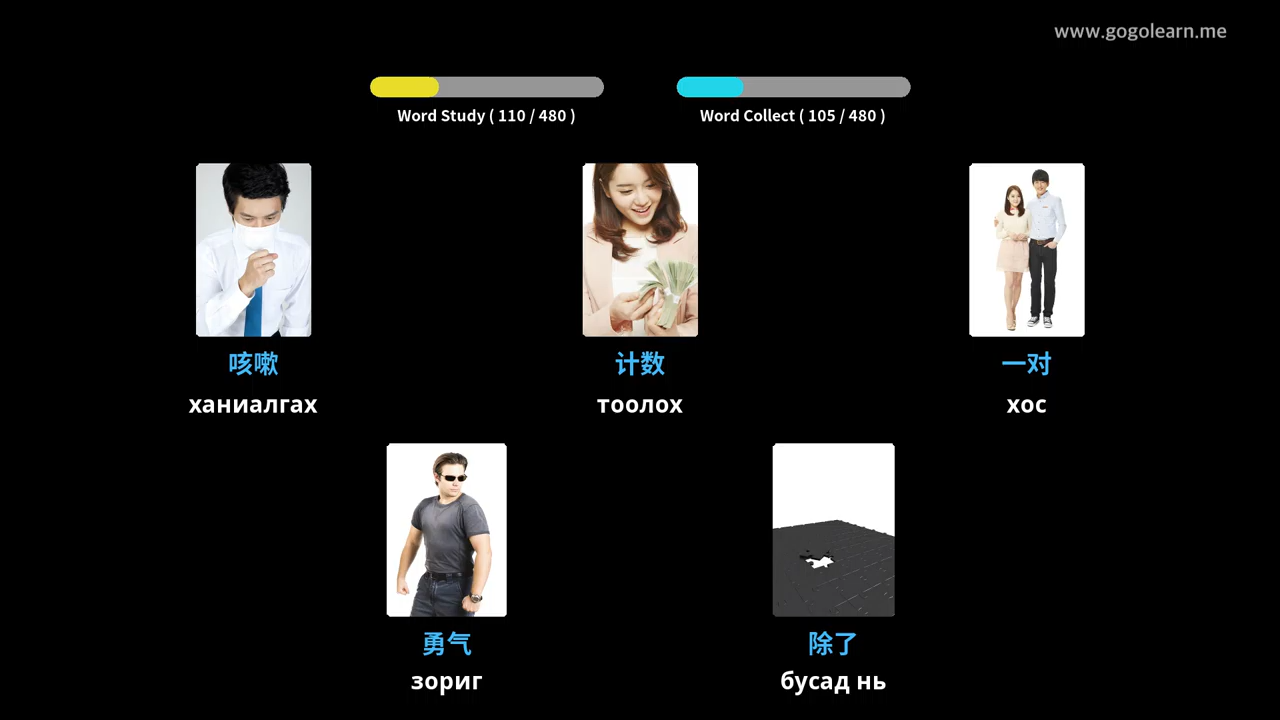 www.gogolearn.me
Word Study ( 110 / 480 )
Word Collect ( 105 / 480 )
咳嗽
计数
一对
ханиалгах
тоолох
хос
勇气
除了
зориг
бусад нь